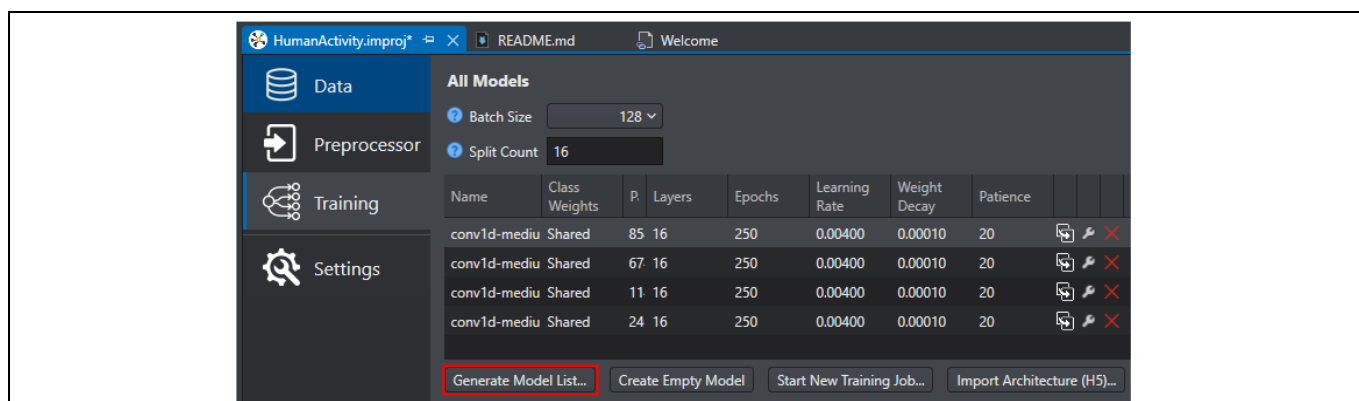 HumanActivity.improj* README.md Welcome
Data
Preprocessor
Training
Settings
All Models
Batch Size 128
Split Count 16
Name Class Weights P. Layers Epochs Learning Rate Weight Decay Patience
conv1d-mediu Shared 85 16 250 0.00400 0.00010 20
conv1d-mediu Shared 67 16 250 0.00400 0.00010 20
conv1d-mediu Shared 11 16 250 0.00400 0.00010 20
conv1d-mediu Shared 24 16 250 0.00400 0.00010 20
Generate Model List... Create Empty Model Start New Training Job... Import Architecture (H5)...